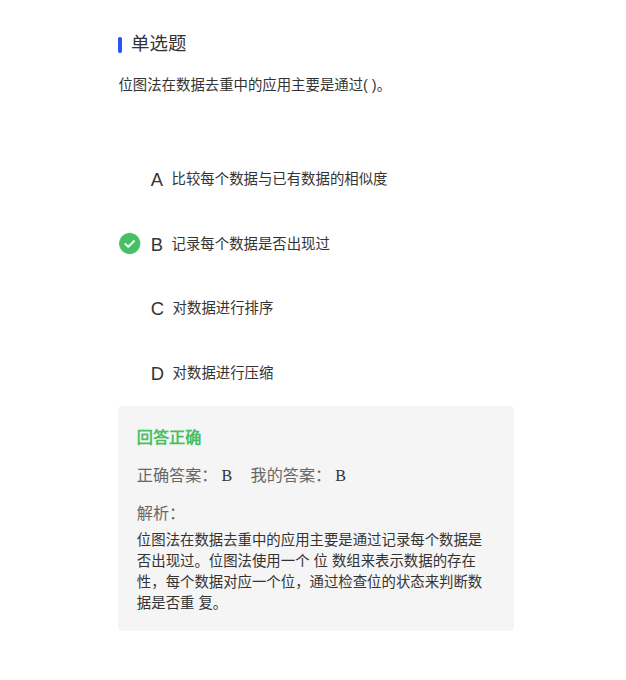 单选题
位图法在数据去重中的应用主要是通过( )。
A 比较每个数据与已有数据的相似度
B 记录每个数据是否出现过
C 对数据进行排序
D 对数据进行压缩
回答正确
正确答案： B 我的答案： B
解析：
位图法在数据去重中的应用主要是通过记录每个数据是
否出现过。位图法使用一个 位 数组来表示数据的存在
性，每个数据对应一个位，通过检查位的状态来判断数
据是否重 复。